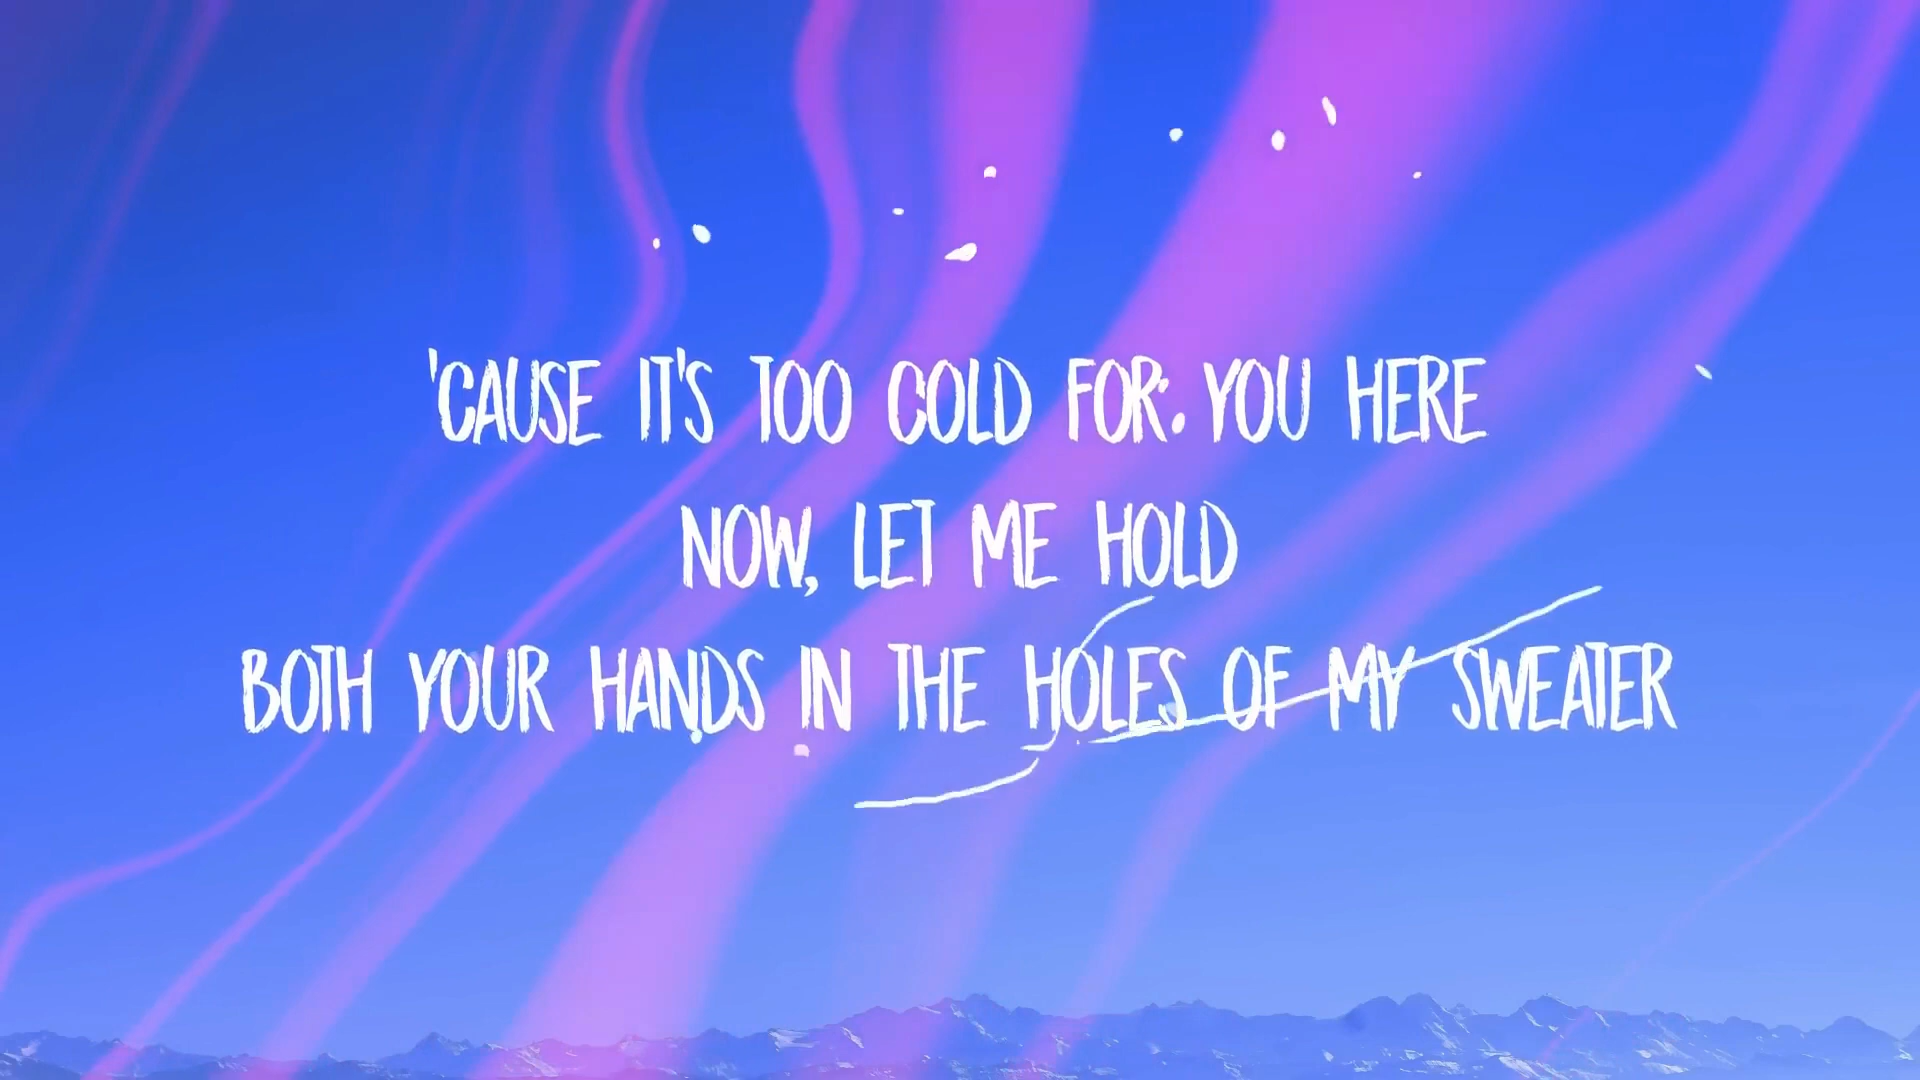 'CAUSE IT'S TOO COLD FOR YOU HERE
NOW, LET ME HOLD
BOTH YOUR HANDS IN THE HOLES OF MY SWEATER